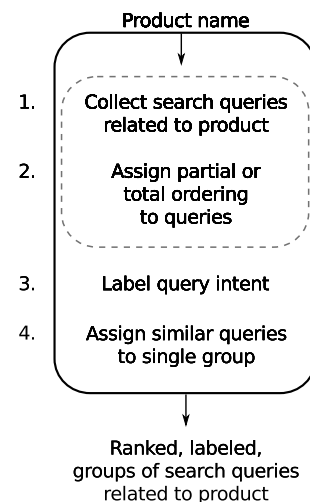 Product name
1. Collect search queries
related to product
2. Assign partial or
total ordering
to queries
3. Label query intent
4. Assign similar queries
to single group
Ranked, labeled,
groups of search queries
related to product